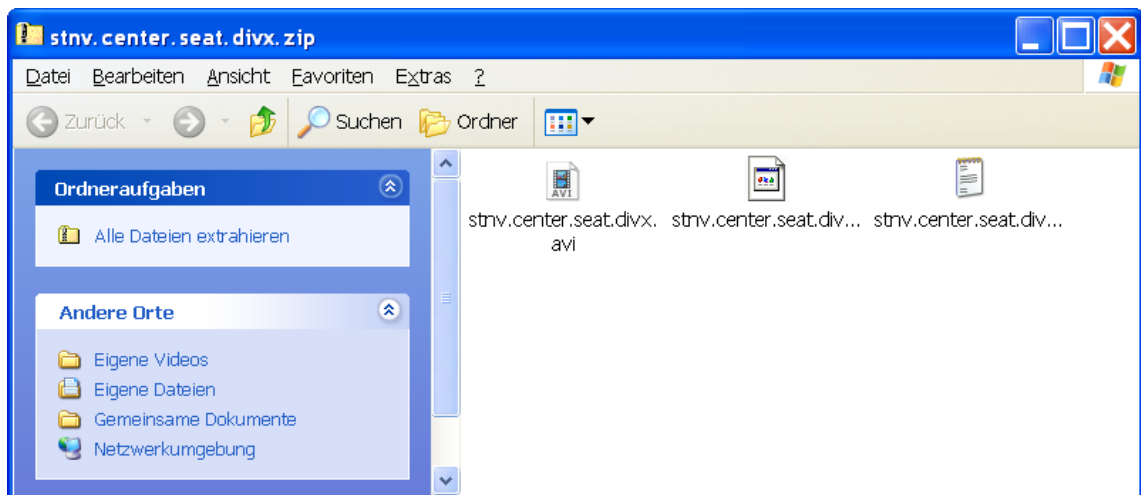 stnv.center.seat.divx.zip
Datei Bearbeiten Ansicht Favoriten Extras ?
Zurück Suchen Ordner
Ordneraufgaben
Alle Dateien extrahieren
Andere Orte
Eigene Videos
Eigene Dateien
Gemeinsame Dokumente
Netzwerkumgebung
AVI
stnv.center.seat.divx. stnv.center.seat.div... stnv.center.seat.div...
avi